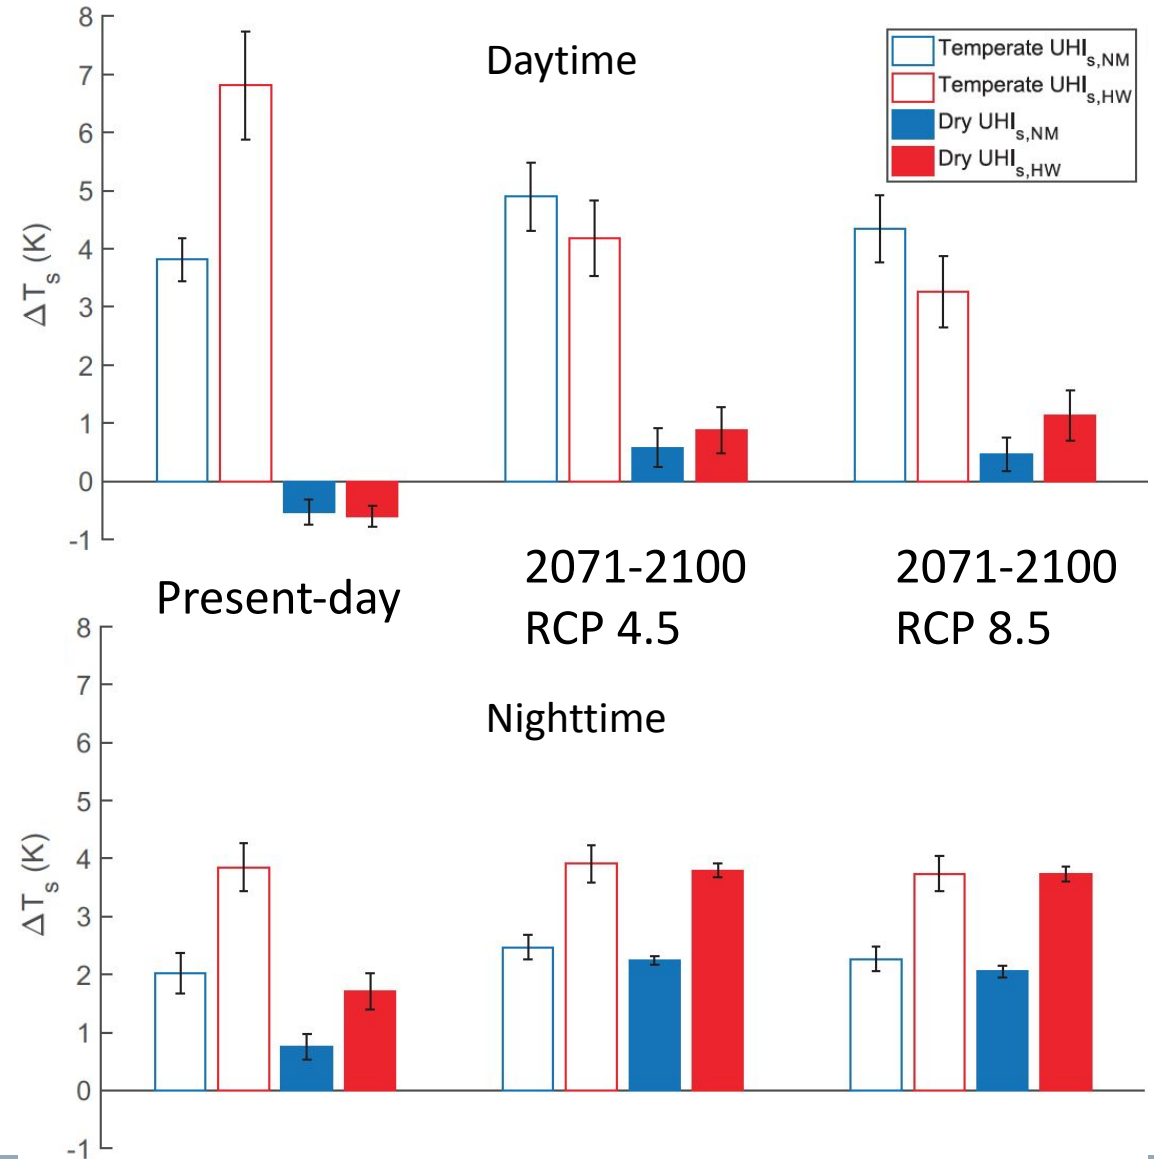 8
7
6
5
4
3
2
1
0
-1
ΔTs (K)
Daytime
Temperate UHIs,NM
Temperate UHIs,HW
Dry UHIs,NM
Dry UHIs,HW
Present-day
2071-2100
RCP 4.5
2071-2100
RCP 8.5
8
7
6
5
4
3
2
1
0
-1
ΔTs (K)
Nighttime